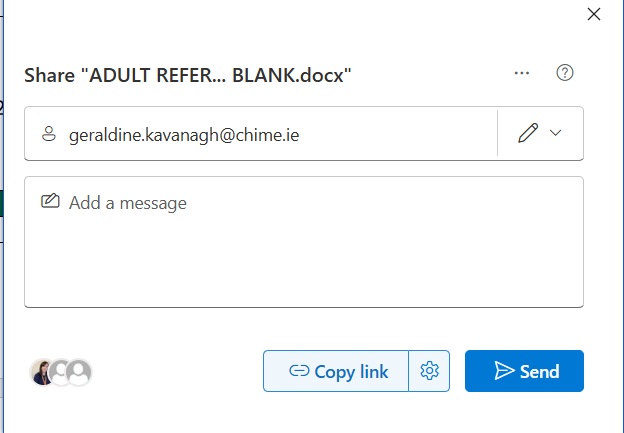 Share "ADULT REFER... BLANK.docx"
geraldine.kavanagh@chime.ie
Add a message
Copy link
Send